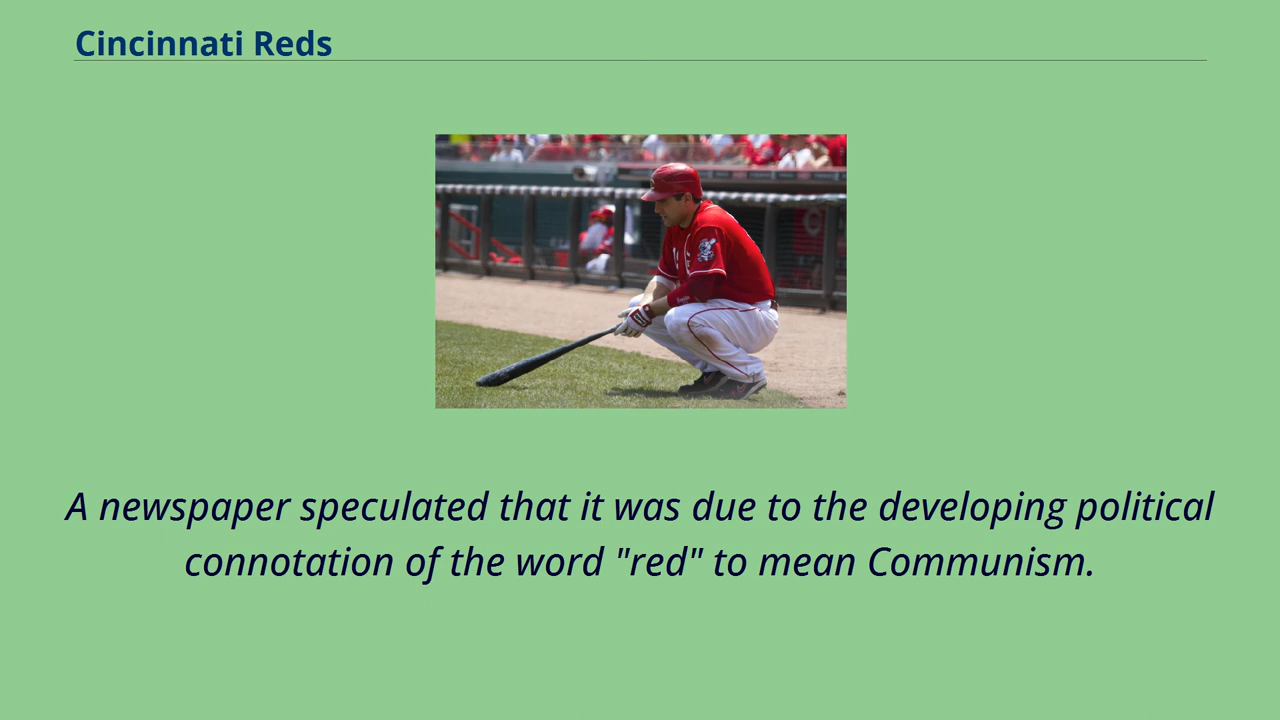 Cincinnati Reds
A newspaper speculated that it was due to the developing political
connotation of the word "red" to mean Communism.